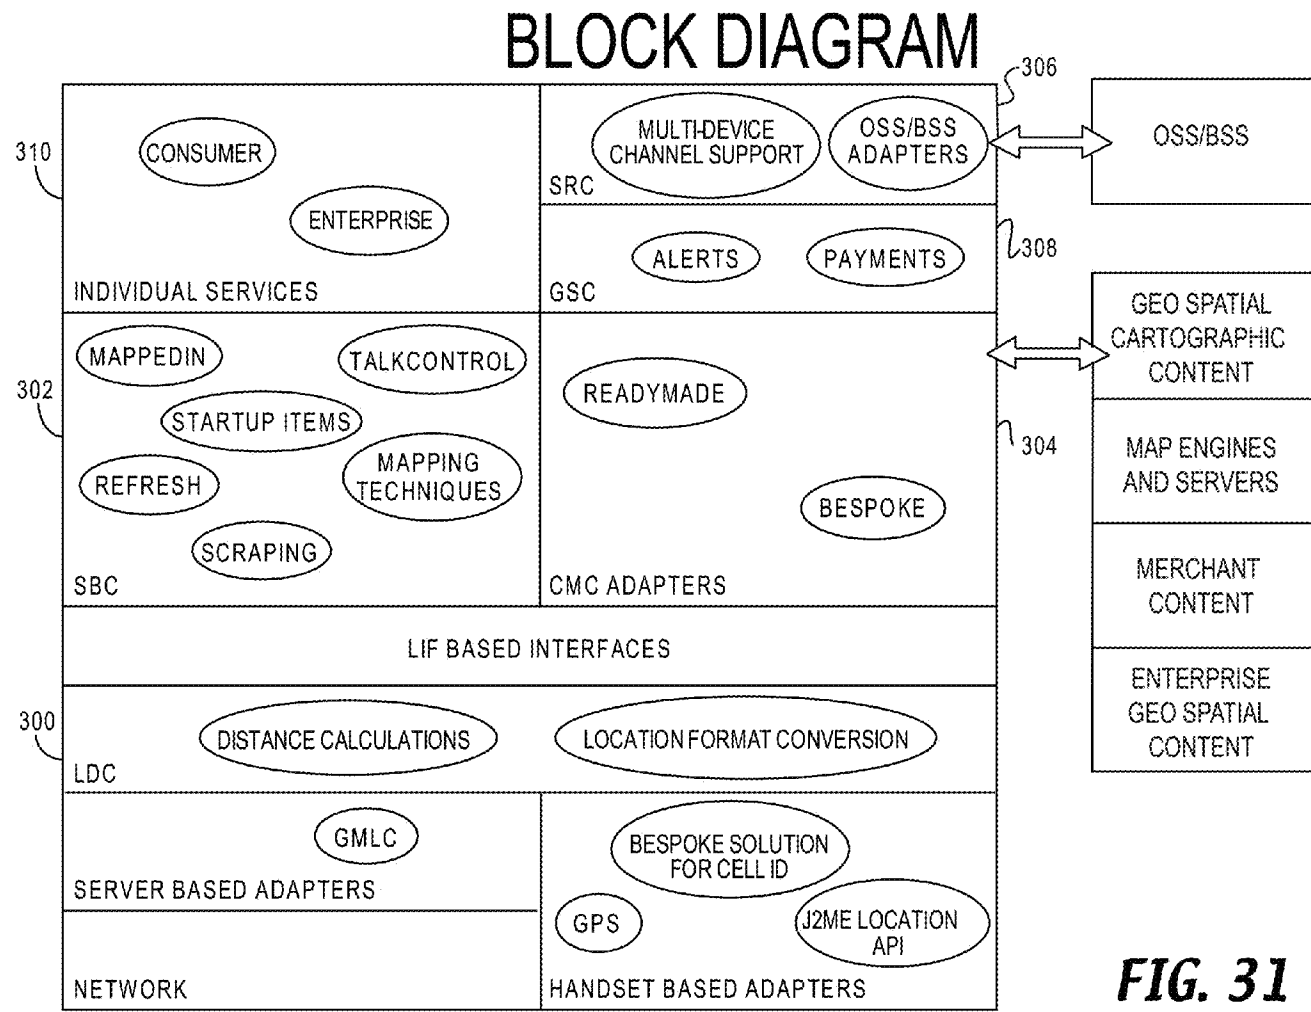 BLOCK DIAGRAM
306
310
CONSUMER
ENTERPRISE
INDIVIDUAL SERVICES
MULTI-DEVICE
CHANNEL SUPPORT
OSS/BSS
ADAPTERS
SRC
OSS/BSS
308
ALERTS
PAYMENTS
GSC
302
MAPPEDIN
TALKCONTROL
STARTUP ITEMS
REFRESH
MAPPING
TECHNIQUES
SCRAPING
SBC
READYMADE
BESPOKE
CMC ADAPTERS
304
GEO SPATIAL
CARTOGRAPHIC
CONTENT
MAP ENGINES
AND SERVERS
MERCHANT
CONTENT
ENTERPRISE
GEO SPATIAL
CONTENT
LIF BASED INTERFACES
300
DISTANCE CALCULATIONS
LOCATION FORMAT CONVERSION
LDC
GMLC
SERVER BASED ADAPTERS
NETWORK
BESPOKE SOLUTION
FOR CELL ID
GPS
J2ME LOCATION
API
HANDSET BASED ADAPTERS
FIG. 31